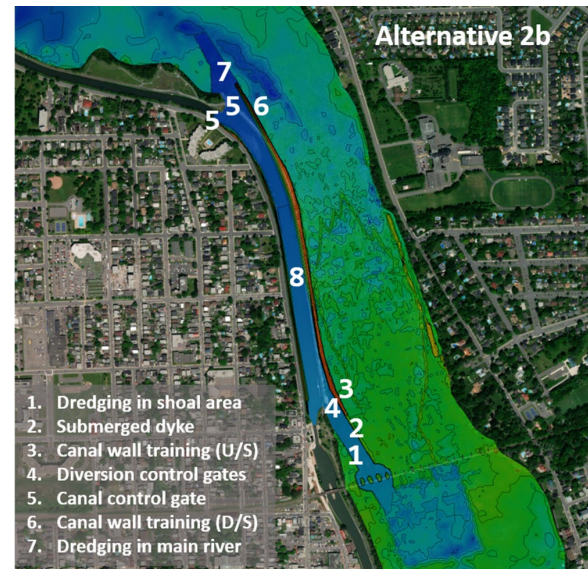 Alternative 2b
7
5
6
5
8
3
4
2
1
1. Dredging in shoal area
2. Submerged dyke
3. Canal wall training (U/S)
4. Diversion control gates
5. Canal control gate
6. Canal wall training (D/S)
7. Dredging in main river